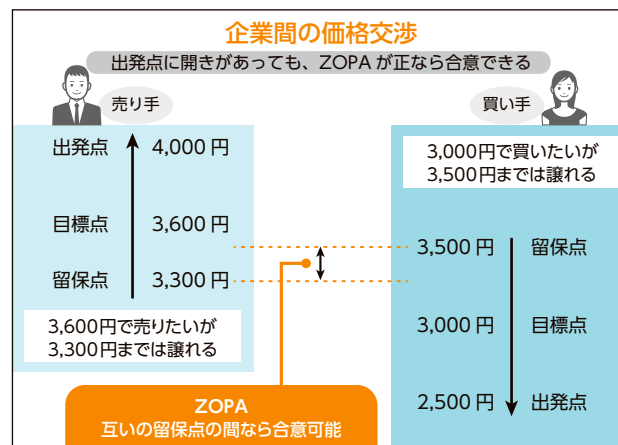 企業間の価格交渉
出発点に開きがあっても、ZOPAが正なら合意できる
売り手
出発点 4,000円
目標点 3,600円
留保点 3,300円
3,600円で売りたいが
3,300円までは譲れる
買い手
3,000円で買いたいが
3,500円までは譲れる
3,500円 留保点
3,000円 目標点
2,500円 出発点
ZOPA
互いの留保点の間なら合意可能